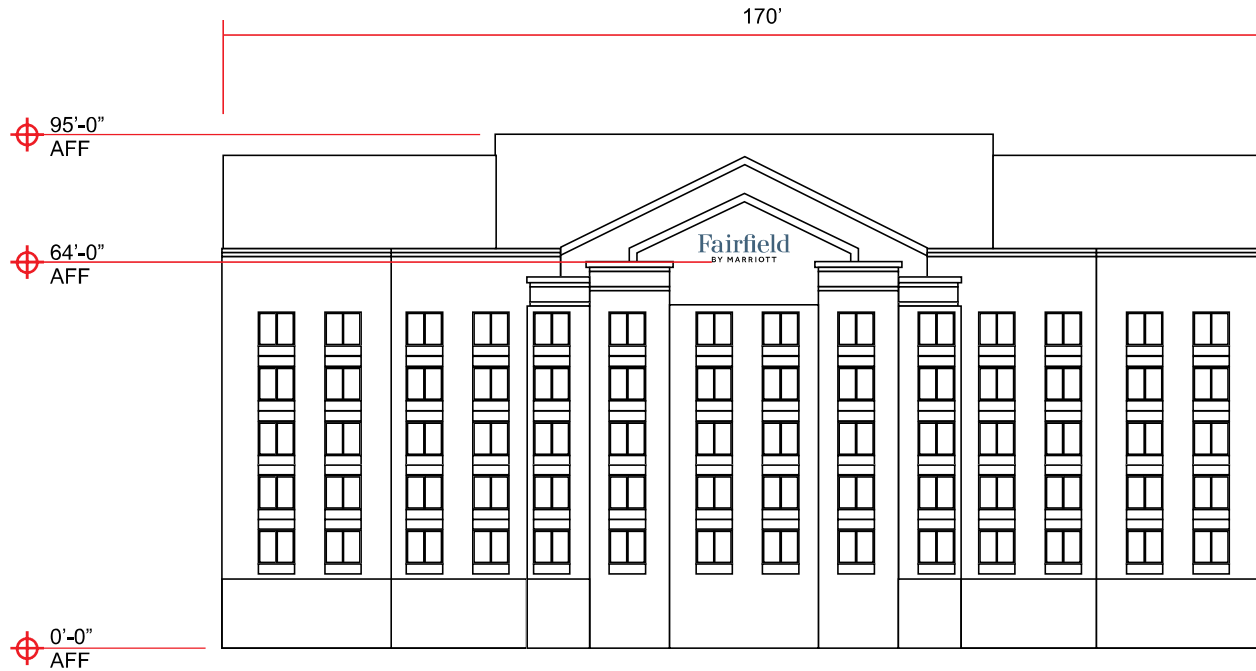 170'
95'-0"
AFF
64'-0"
AFF
Fairfield
BY MARRIOTT
0'-0"
AFF